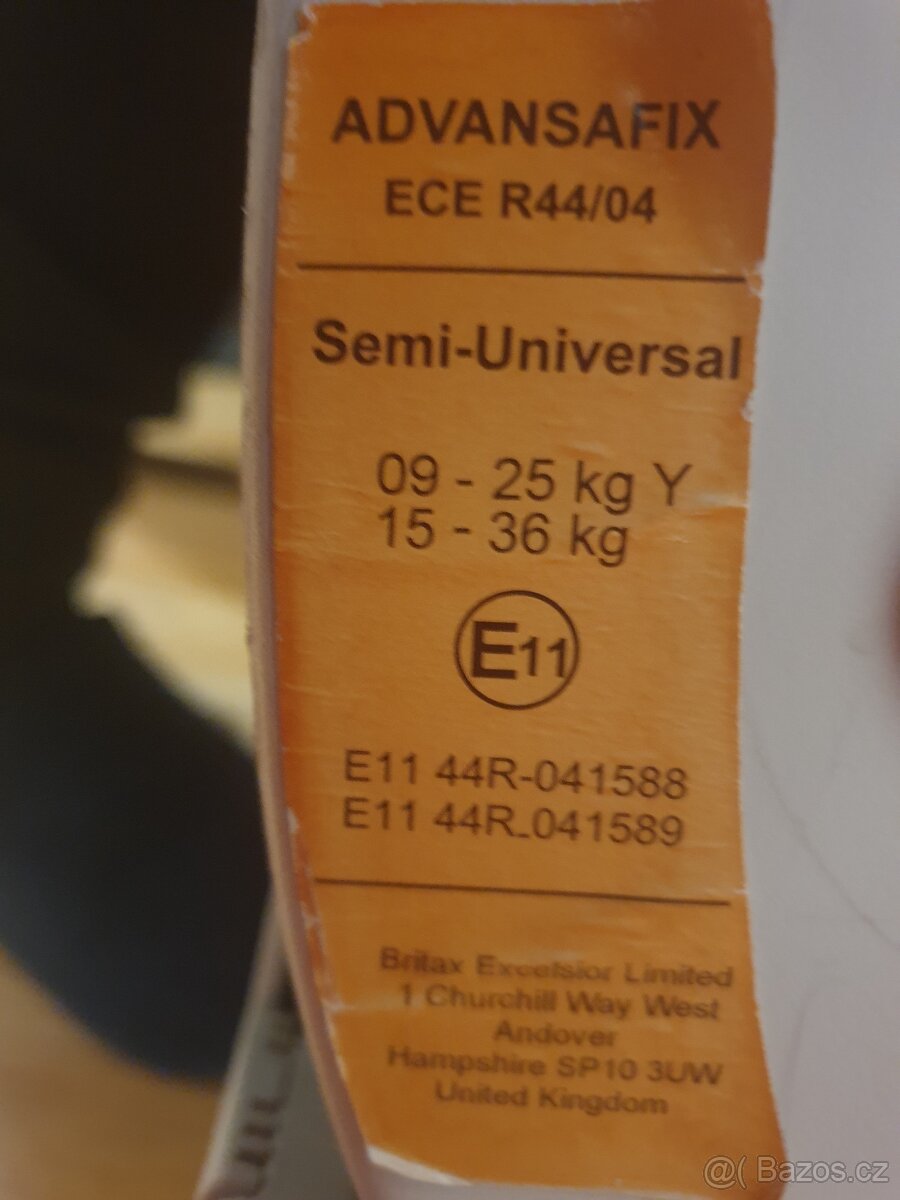 ADVANSAFIX
ECE R44/04
Semi-Universal
09 - 25 kg Y
15 - 36 kg
E11
E11 44R-041588
E11 44R_041589
Britax Excelsior Limited
1 Churchill Way West
Andover
Hampshire SP10 3UW
United Kingdom
@( Bazos.cz